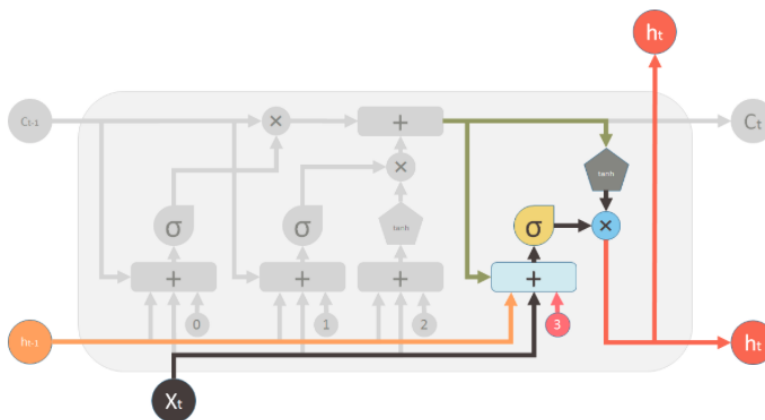 hₜ
Cₜ₋₁ × + Cₜ
× tanh
σ σ tanh σ ×
+ + + +
0 1 2 3
hₜ₋₁ hₜ
Xₜ